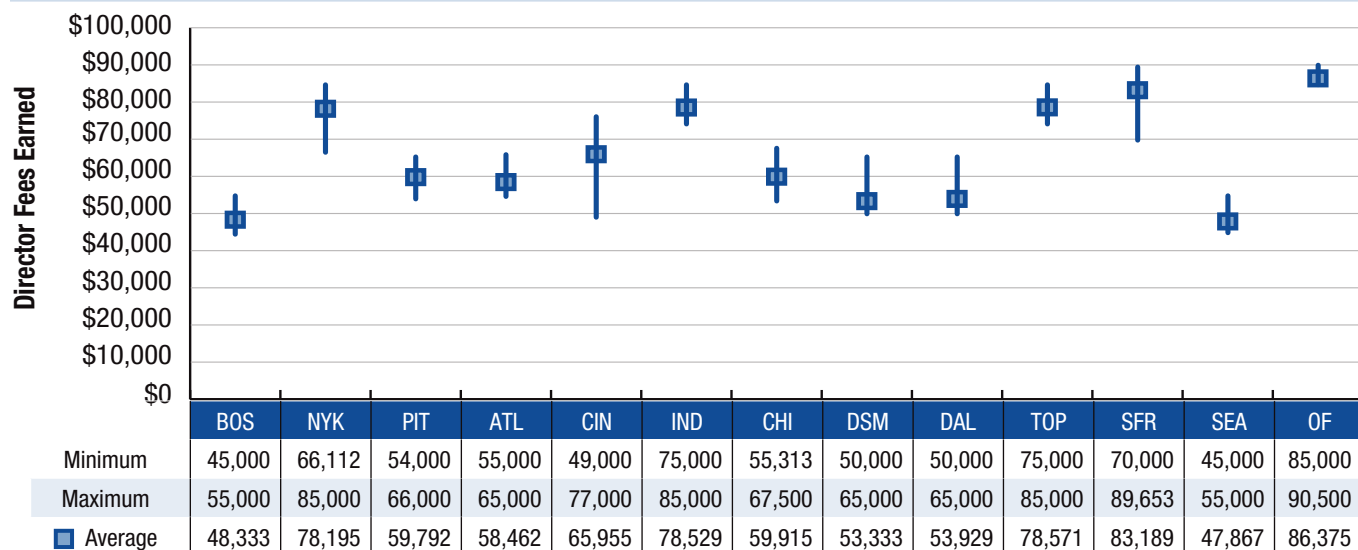 Director Fees Earned
$100,000
$90,000
$80,000
$70,000
$60,000
$50,000
$40,000
$30,000
$20,000
$10,000
$0
BOS NYK PIT ATL CIN IND CHI DSM DAL TOP SFR SEA OF
Minimum 45,000 66,112 54,000 55,000 49,000 75,000 55,313 50,000 50,000 75,000 70,000 45,000 85,000
Maximum 55,000 85,000 66,000 65,000 77,000 85,000 67,500 65,000 65,000 85,000 89,653 55,000 90,500
Average 48,333 78,195 59,792 58,462 65,955 78,529 59,915 53,333 53,929 78,571 83,189 47,867 86,375